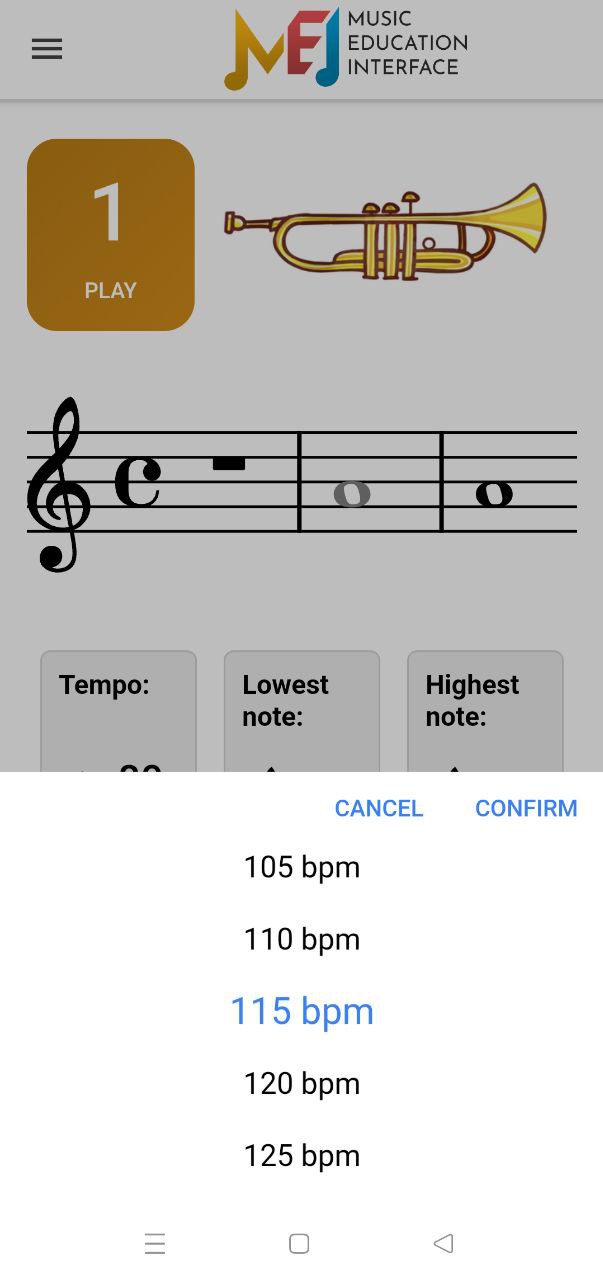 MUSIC
EDUCATION
INTERFACE
1
PLAY
Tempo:
Lowest
note:
Highest
note:
CANCEL
CONFIRM
105 bpm
110 bpm
115 bpm
120 bpm
125 bpm